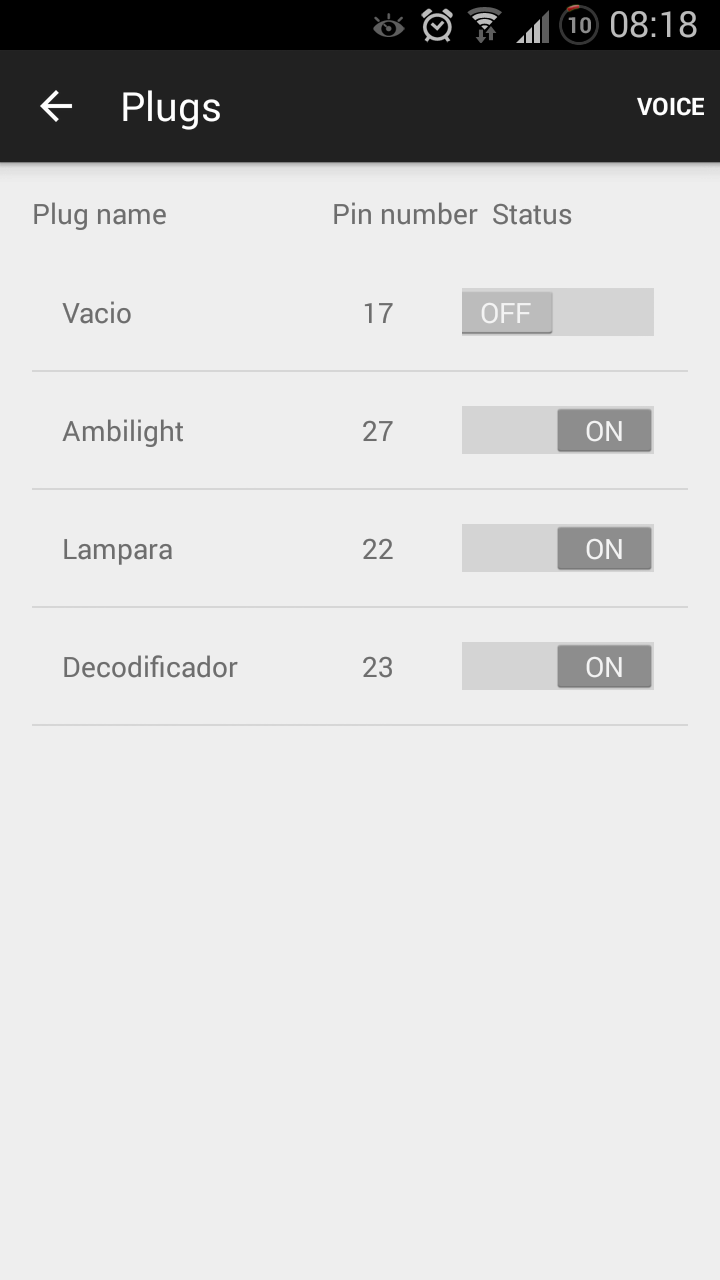 10 08:18
Plugs VOICE
Plug name Pin number Status
Vacio 17 OFF
Ambilight 27 ON
Lampara 22 ON
Decodificador 23 ON